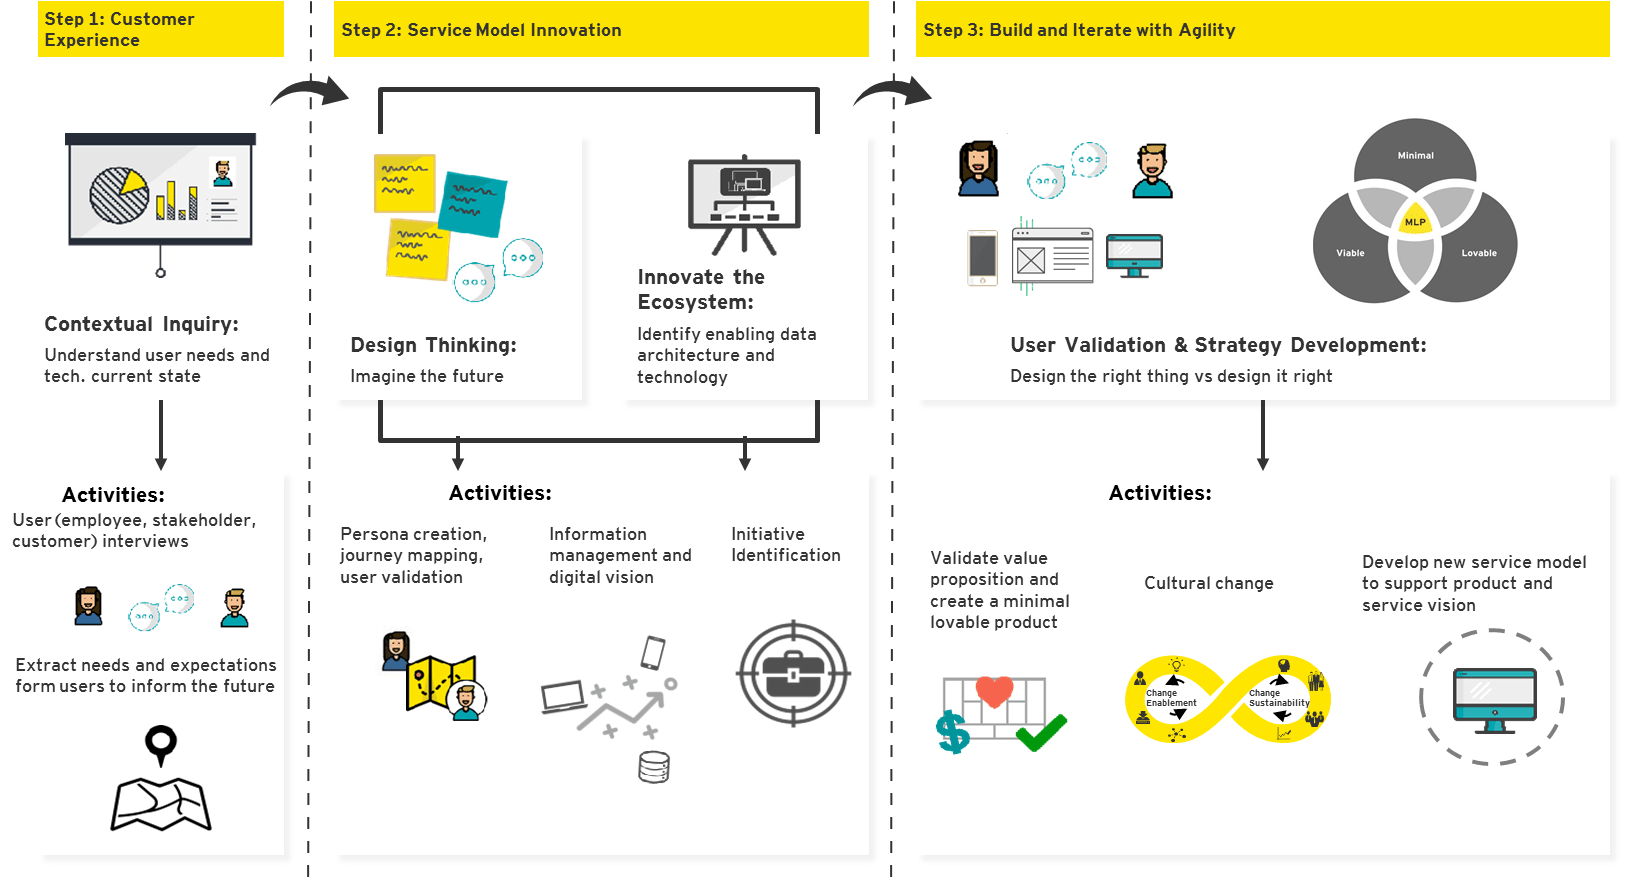 Step 1: Customer
Experience
Step 2: Service Model Innovation
Step 3: Build and Iterate with Agility
Contextual Inquiry:
Understand user needs and
tech. current state
Design Thinking:
Imagine the future
Innovate the
Ecosystem:
Identify enabling data
architecture and
technology
Minimal
MLP
Viable
Lovable
User Validation & Strategy Development:
Design the right thing vs design it right
Activities:
User (employee, stakeholder,
customer) interviews
Extract needs and expectations
form users to inform the future
Activities:
Persona creation,
journey mapping,
user validation
Information
management and
digital vision
Initiative
Identification
Activities:
Validate value
proposition and
create a minimal
lovable product
Cultural change
Change
Enablement
Change
Sustainability
Develop new service model
to support product and
service vision